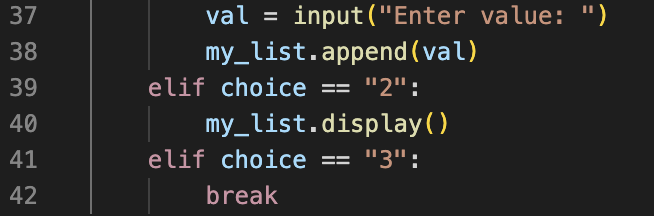 37 val = input("Enter value: ")
38 my_list.append(val)
39 elif choice == "2":
40 my_list.display()
41 elif choice == "3":
42 break